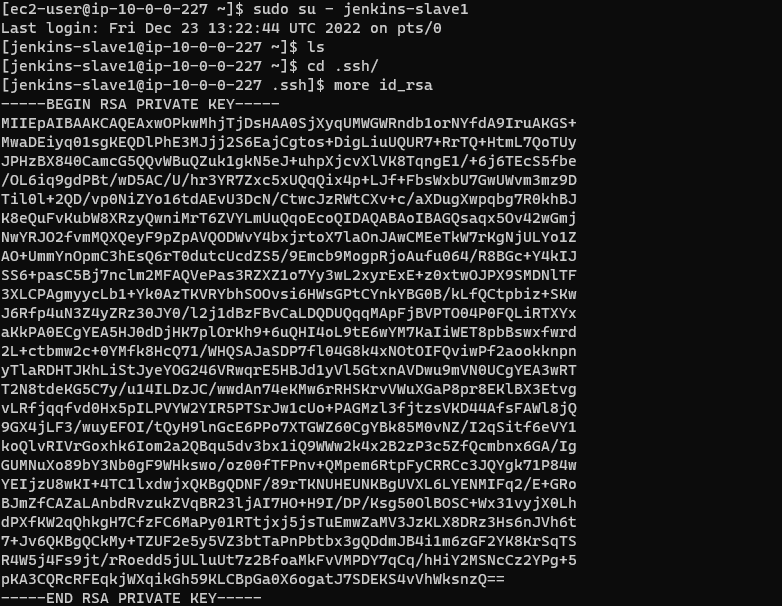 [ec2-user@ip-10-0-0-227 ~]$ sudo su - jenkins-slave1
Last login: Fri Dec 23 13:22:44 UTC 2022 on pts/0
[jenkins-slave1@ip-10-0-0-227 ~]$ ls
[jenkins-slave1@ip-10-0-0-227 ~]$ cd .ssh/
[jenkins-slave1@ip-10-0-0-227 .ssh]$ more id_rsa
-----BEGIN RSA PRIVATE KEY-----
MIIEpAIBAAKCAQEAxwOPkwMhjTjDsHAA0SjXyqUMWGWRndb1orNYfdA9IruAKGS+
MwaDEiyq01sgKEQDlPhE3MJjj2S6EajCgtos+DigLiuUQUR7+RrTQ+HtmL7QoTUy
JPHzBX840CamcG5QQvWBuQZuk1gkN5eJ+uhpXjcvXlVK8TqngE1/+6j6TEcS5fbe
/OL6iq9gdPBt/wD5AC/U/hr3YR7Zxc5xUQqQix4p+LJf+FbsWxbU7GwUWvm3mz9D
Til0l+2QD/vp0NiZYo16tdAEvU3DcN/CtwcJzRWtCXv+c/aXDugXwpqbg7R0khBJ
K8eQuFvKubW8XRzyQwniMrT6ZVYLmUuQqoEcoQIDAQABAoIBAGQsaqx5Ov42wGmj
NwYRJO2fvmMQXQeyF9pZpAVQODWvY4bxjrtoX7laOnJAwCMEeTkW7rKgNjULYo1Z
AO+UmmYnOpmC3hEsQ6rT0dutcUcdZS5/9Emcb9MogpRjoAufu064/R8BGc+Y4kIJ
SS6+pasC5Bj7nclm2MFAQVePas3RZXZ1o7Yy3wL2xyrExE+z0xtwOJPX9SMDNlTF
3XLCPAgmyycLb1+Yk0AzTKVRYbhSOOvsi6HWsGPtCYnkYBG0B/kLfQCtpbiz+SKw
J6Rfp4uN3Z4yZRz30JY0/l2j1dBzFBvCaLDQDUQqqMApFjBVPTO04P0FQLiRTXYx
aKkPA0ECgYEA5HJ0dDjHK7plOrKh9+6uQHI4oL9tE6wYM7KaIiWET8pbBswxfwrd
2L+ctbmw2c+0YMfk8HcQ71/WHQSAJaSDP7fl04G8k4xNOtOIFQviwPf2aookknpn
yTlaRDHTJKhLiStJyeYOG246VRwqrE5HBJd1yVl5GtxnAVDwu9mVN0UCgYEA3wRT
T2N8tdeKG5C7y/u14ILDzJC/wwdAn74eKMw6rRHSKrvVWuXGaP8pr8EKlBX3Etvg
vLRfjqqfvd0Hx5pILPVYW2YIR5PTSrJw1cUo+PAGMzl3fjtzsVKD44AfsFAWl8jQ
9GX4jLF3/wuyEFOI/tQyH9lnGcE6PPo7XTGWZ60CgYBk85M0vNZ/I2qSitf6eVY1
koQlvRIVrGoxhk6Iom2a2QBqu5dv3bx1iQ9WWw2k4x2B2zP3c5ZfQcmbnx6GA/Ig
GUMNuXo89bY3Nb0gF9WHkswo/oz00fTFPnv+QMpem6RtpFyCRRCc3JQYgk71P84w
YEIjzU8wKI+4TC1lxdwjxQKBgQDNF/89rTKNUHEUNKBgUVXL6LYENMIFq2/E+GRo
BJmZfCAZaLAnbdRvzukZVqBR23ljAI7HO+H9I/DP/Ksg50OlBOSC+Wx31vyjX0Lh
dPXfKW2qQhkgH7CfzFC6MaPy01RTtjxj5jsTuEmwZaMV3JzKLX8DRz3Hs6nJVh6t
7+Jv6QKBgQCkMy+TZUF2e5y5VZ3btTaPnPbtbx3gQDdmJB4i1m6zGF2YK8KrSqTS
R4W5j4Fs9jt/rRoedd5jULluUt7z2BfoaMkFvVMPDY7qCq/hHiY2MSNcCz2YPg+5
pKA3CQRcRFEqkjWXqikGh59KLCBpGa0X6ogatJ7SDEKS4vVhWksnzQ==
-----END RSA PRIVATE KEY-----